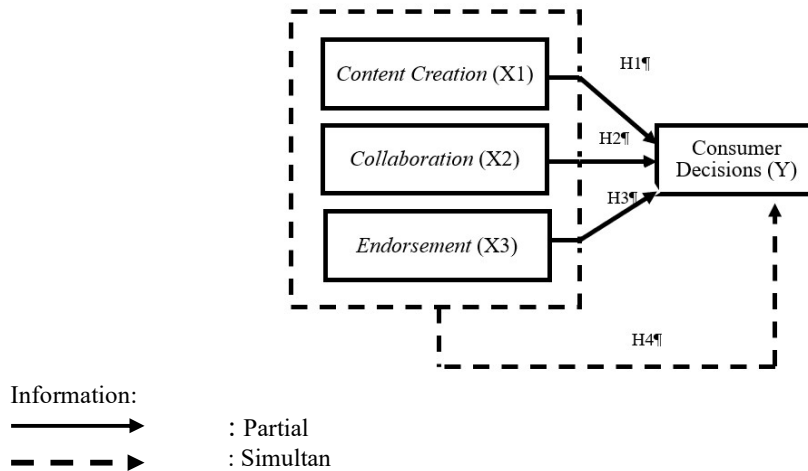 Content Creation (X1)
H1¶
Collaboration (X2)
H2¶
Consumer
Decisions (Y)
Endorsement (X3)
H3¶
H4¶
Information:
: Partial
: Simultan